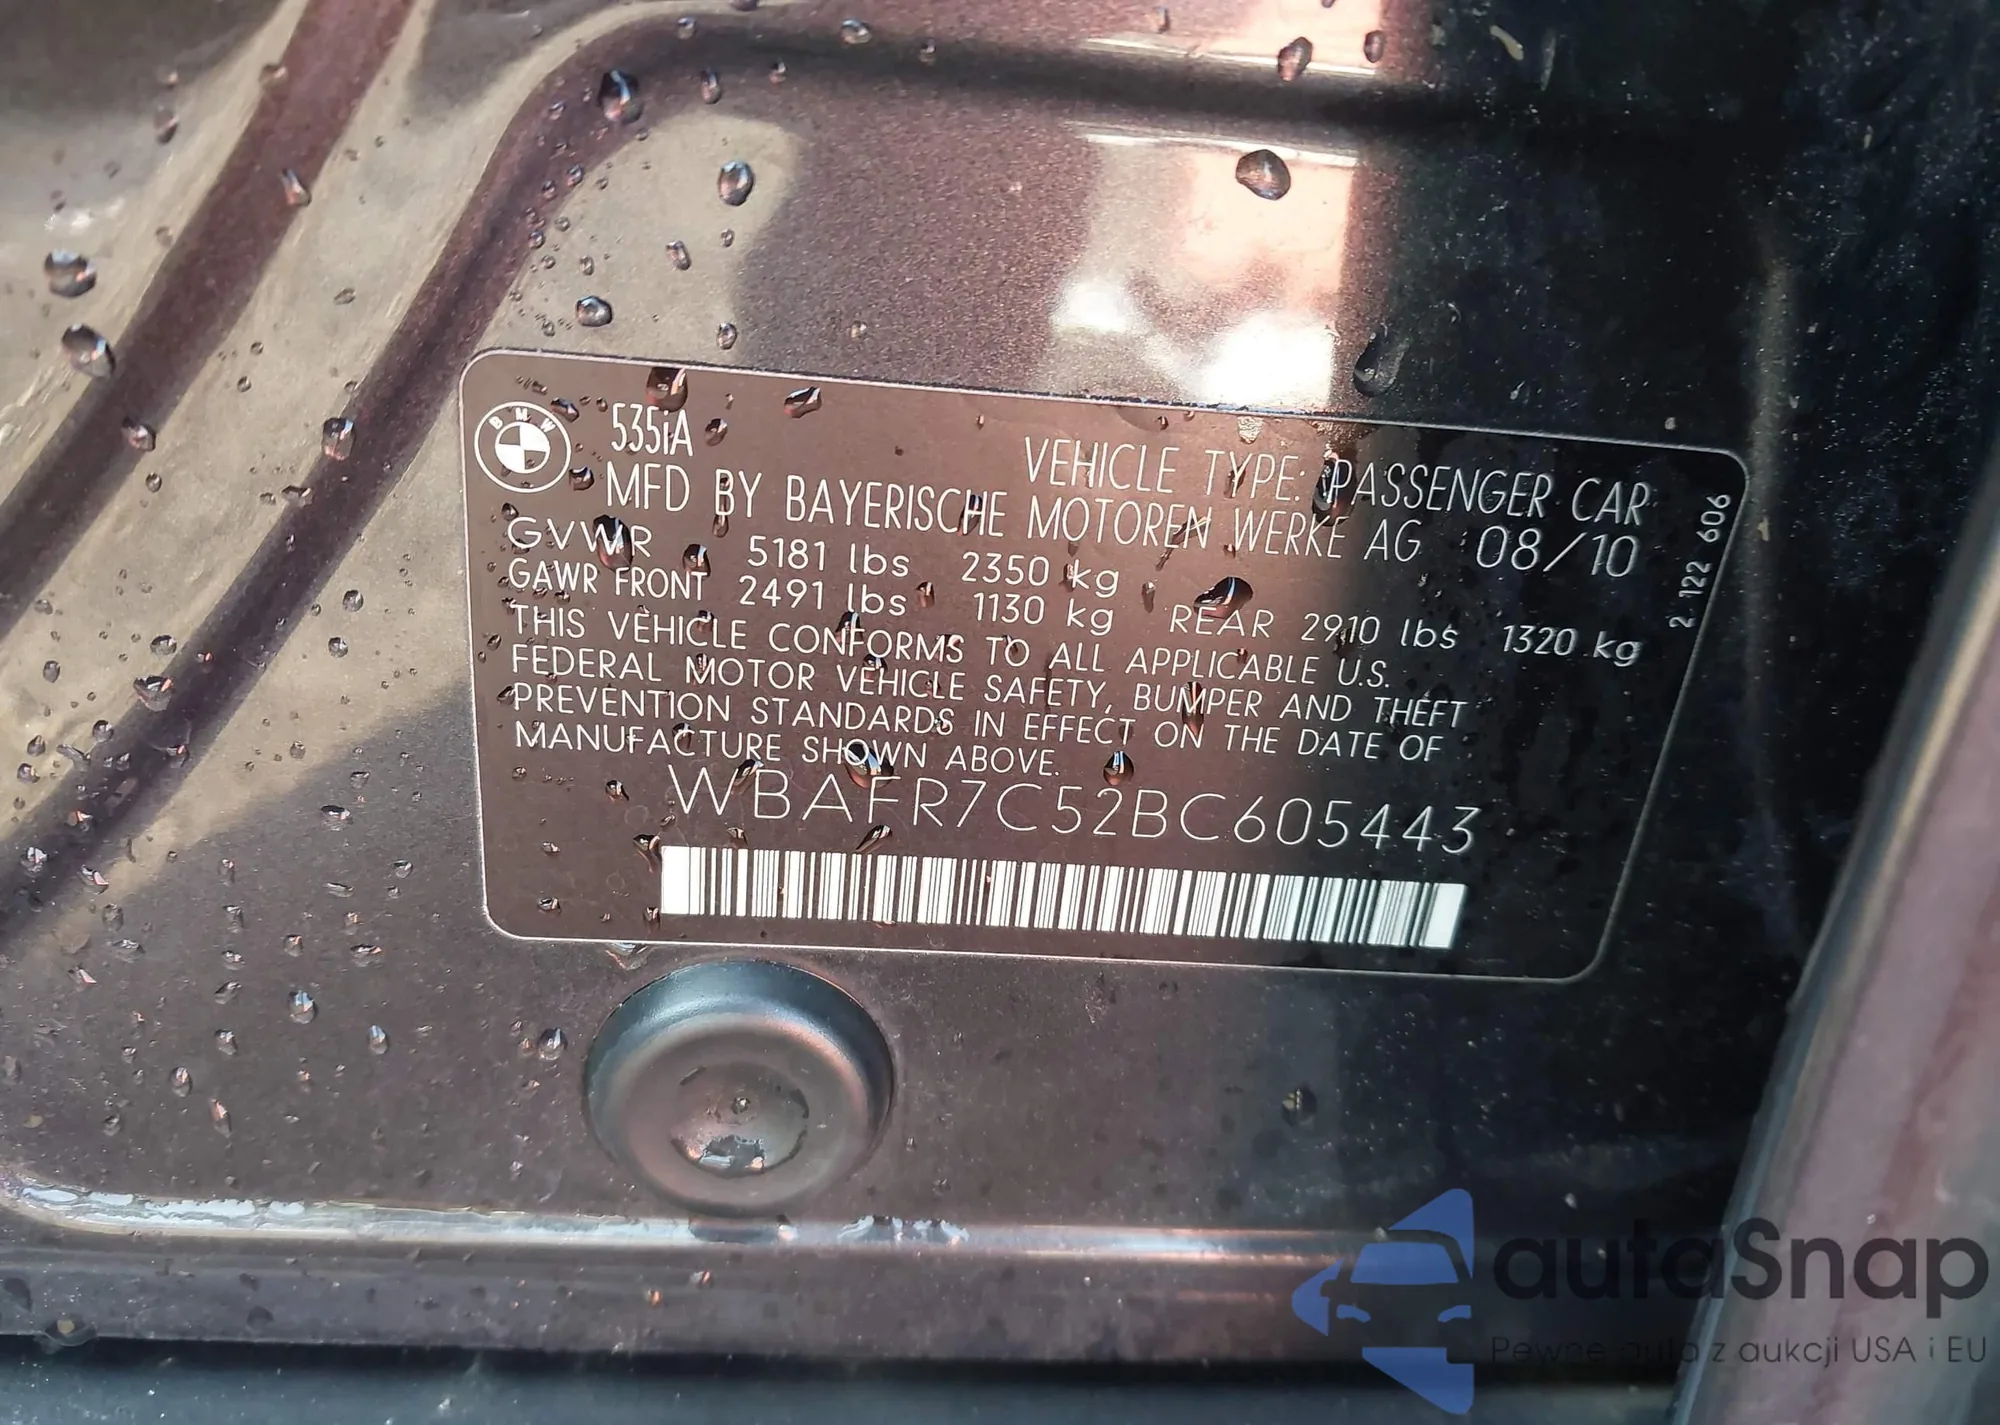 BMW
535iA
VEHICLE TYPE: PASSENGER CAR
MFD BY BAYERISCHE MOTOREN WERKE AG 08/10
GVWR 5181 lbs 2350 kg
GAWR FRONT 2491 lbs 1130 kg REAR 2910 lbs 1320 kg
THIS VEHICLE CONFORMS TO ALL APPLICABLE U.S.
FEDERAL MOTOR VEHICLE SAFETY, BUMPER AND THEFT
PREVENTION STANDARDS IN EFFECT ON THE DATE OF
MANUFACTURE SHOWN ABOVE.
WBAFR7C52BC605443
2 122 606
autaSnap
Pewne auta z aukcji USA i EU